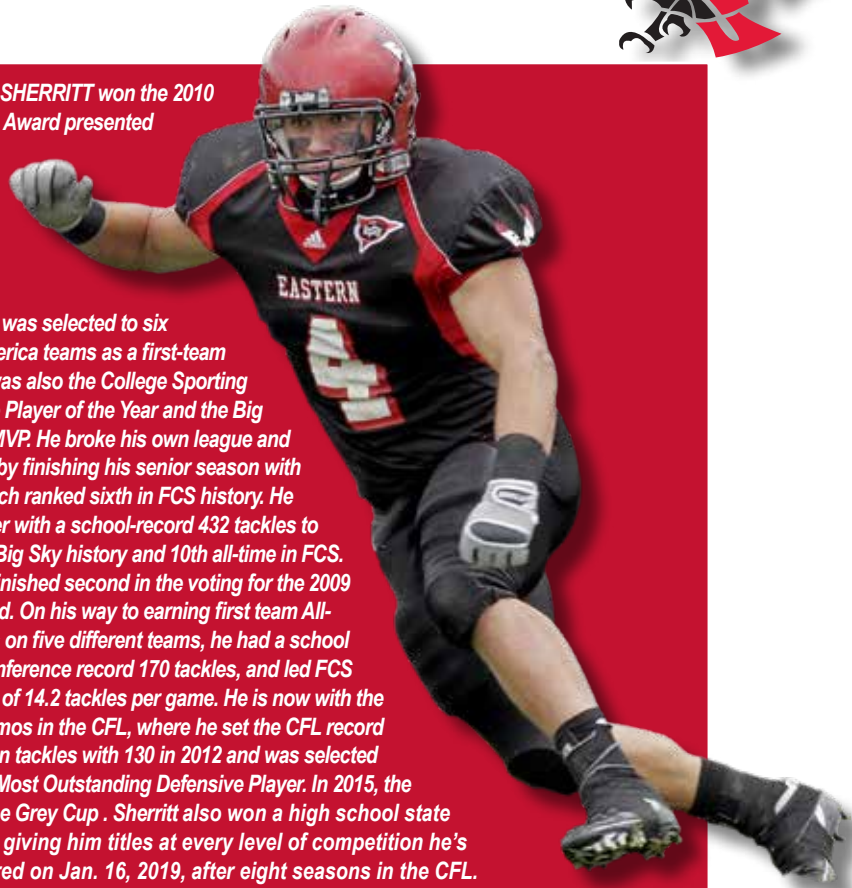 SHERRITT won the 2010
Award presented
was selected to six
erica teams as a first-team
was also the College Sporting
Player of the Year and the Big
MVP. He broke his own league and
by finishing his senior season with
ch ranked sixth in FCS history. He
er with a school-record 432 tackles to
Big Sky history and 10th all-time in FCS.
inished second in the voting for the 2009
d. On his way to earning first team All-
on five different teams, he had a school
nference record 170 tackles, and led FCS
of 14.2 tackles per game. He is now with the
mos in the CFL, where he set the CFL record
n tackles with 130 in 2012 and was selected
Most Outstanding Defensive Player. In 2015, the
e Grey Cup . Sherritt also won a high school state
giving him titles at every level of competition he's
red on Jan. 16, 2019, after eight seasons in the CFL.
EASTERN
4